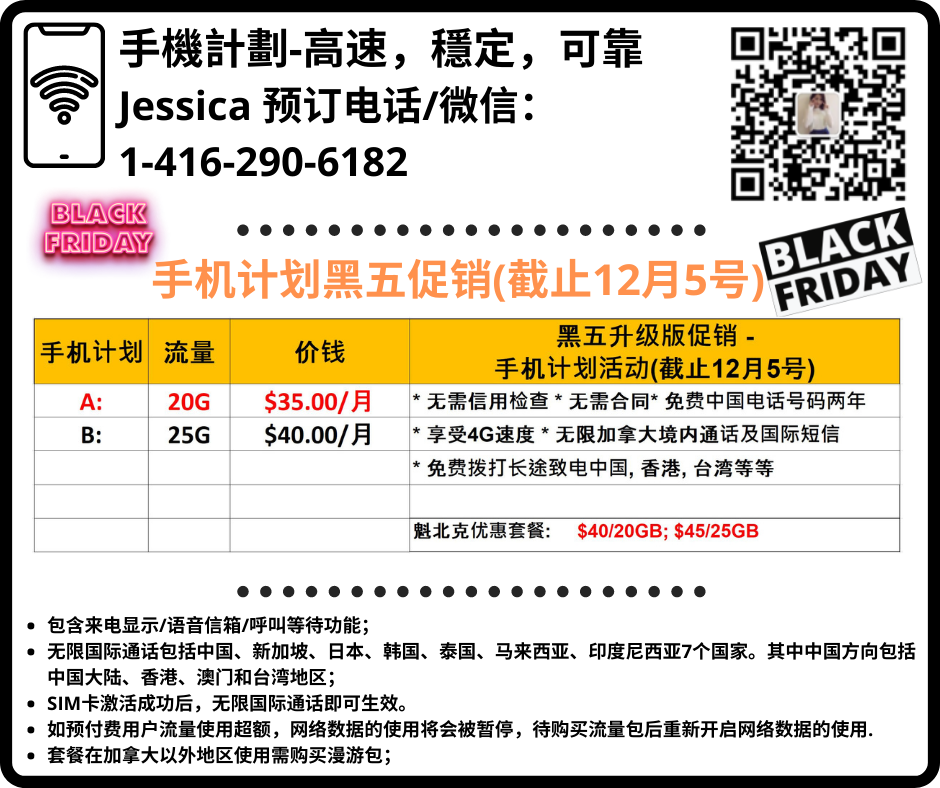 手機計劃-高速，穩定，可靠
Jessica 预订电话/微信：
1-416-290-6182
BLACK
FRIDAY
BLACK
FRIDAY
手机计划黑五促销(截止12月5号)
手机计划 流量 价钱 黑五升级版促销 -
手机计划活动(截止12月5号)
A: 20G $35.00/月 * 无需信用检查 * 无需合同* 免费中国电话号码两年
B: 25G $40.00/月 * 享受4G速度 * 无限加拿大境内通话及国际短信
* 免费拨打长途致电中国, 香港, 台湾等等
魁北克优惠套餐: $40/20GB; $45/25GB
• 包含来电显示/语音信箱/呼叫等待功能；
• 无限国际通话包括中国、新加坡、日本、韩国、泰国、马来西亚、印度尼西亚7个国家。其中中国方向包括
中国大陆、香港、澳门和台湾地区；
• SIM卡激活成功后，无限国际通话即可生效。
• 如预付费用户流量使用超额，网络数据的使用将会被暂停，待购买流量包后重新开启网络数据的使用.
• 套餐在加拿大以外地区使用需购买漫游包；